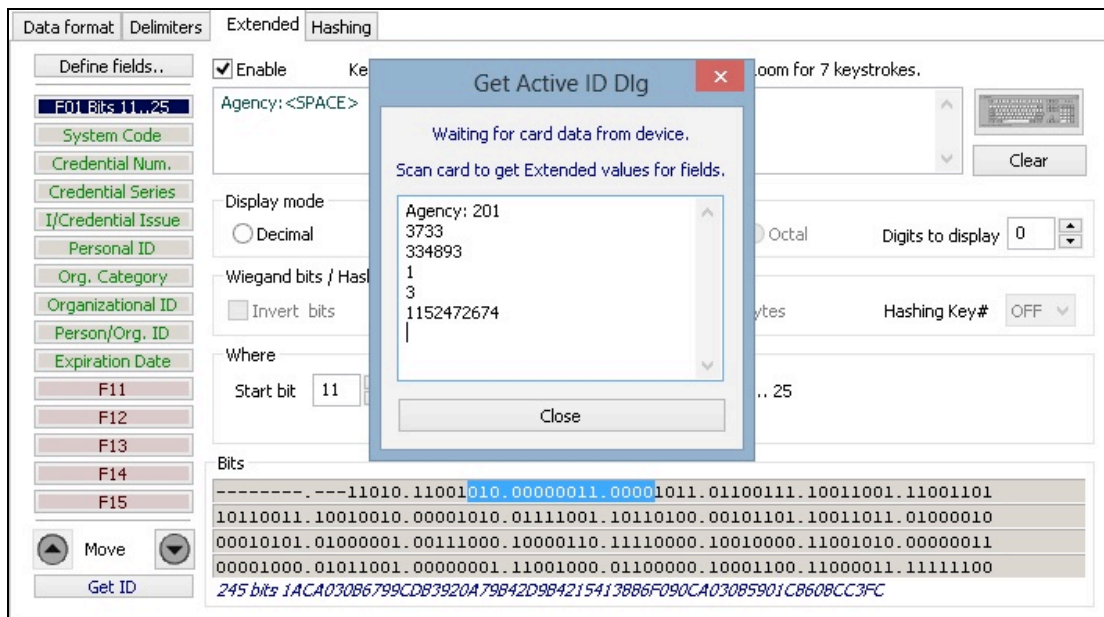 Data format Delimiters Extended Hashing
Define fields..
F01 Bits 11..25
System Code
Credential Num.
Credential Series
I/Credential Issue
Personal ID
Org. Category
Organizational ID
Person/Org. ID
Expiration Date
F11
F12
F13
F14
F15
Move
Get ID
Enable
Agency:<SPACE>
oom for 7 keystrokes.
Clear
Display mode
Decimal
Octal
Digits to display 0
Wiegand bits / Hash
Invert bits
ytes
Hashing Key# OFF
Where
Start bit 11
.. 25
Get Active ID Dlg
Waiting for card data from device.
Scan card to get Extended values for fields.
Agency: 201
3733
334893
1
3
1152472674
Close
Bits
--------.---11010.11001010.00000011.00001011.01100111.10011001.11001101
10110011.10010010.00001010.01111001.10110100.00101101.10011011.01000010
00010101.01000001.00111000.10000110.11110000.10010000.11001010.00000011
00001000.01011001.00000001.11001000.01100000.10001100.11000011.11111100
245 bits 1ACA030B6799CDB3920A79B42D9B4215413886F090CA03085901C8608CC3FC